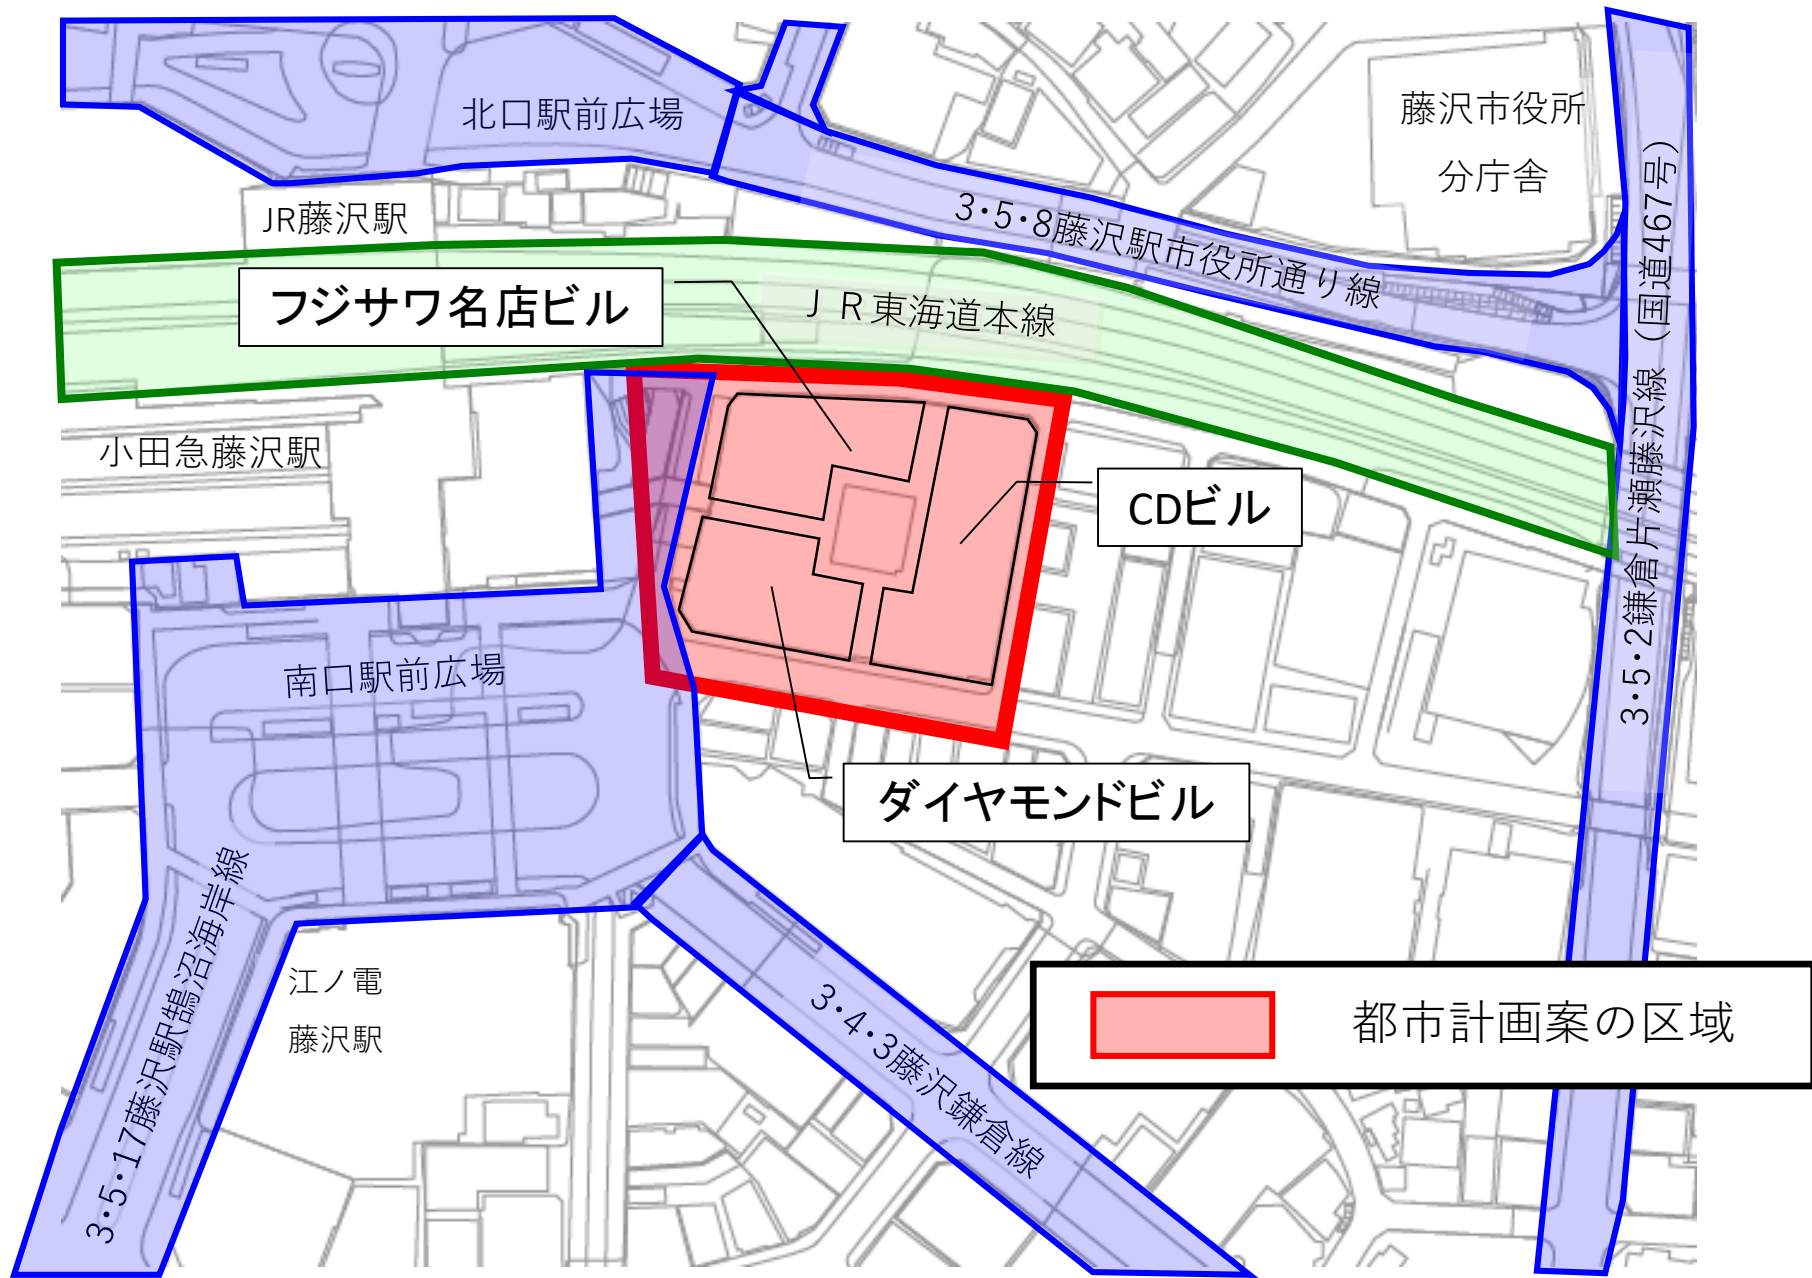 北口駅前広場
藤沢市役所
分庁舎
JR藤沢駅
3・5・8藤沢駅市役所通り線
フジサワ名店ビル
ＪＲ東海道本線
3・5・2鎌倉片瀬藤沢線（国道467号）
小田急藤沢駅
CDビル
南口駅前広場
ダイヤモンドビル
3・5・17藤沢駅鵠沼海岸線
江ノ電
藤沢駅
3・4・3藤沢鎌倉線
都市計画案の区域